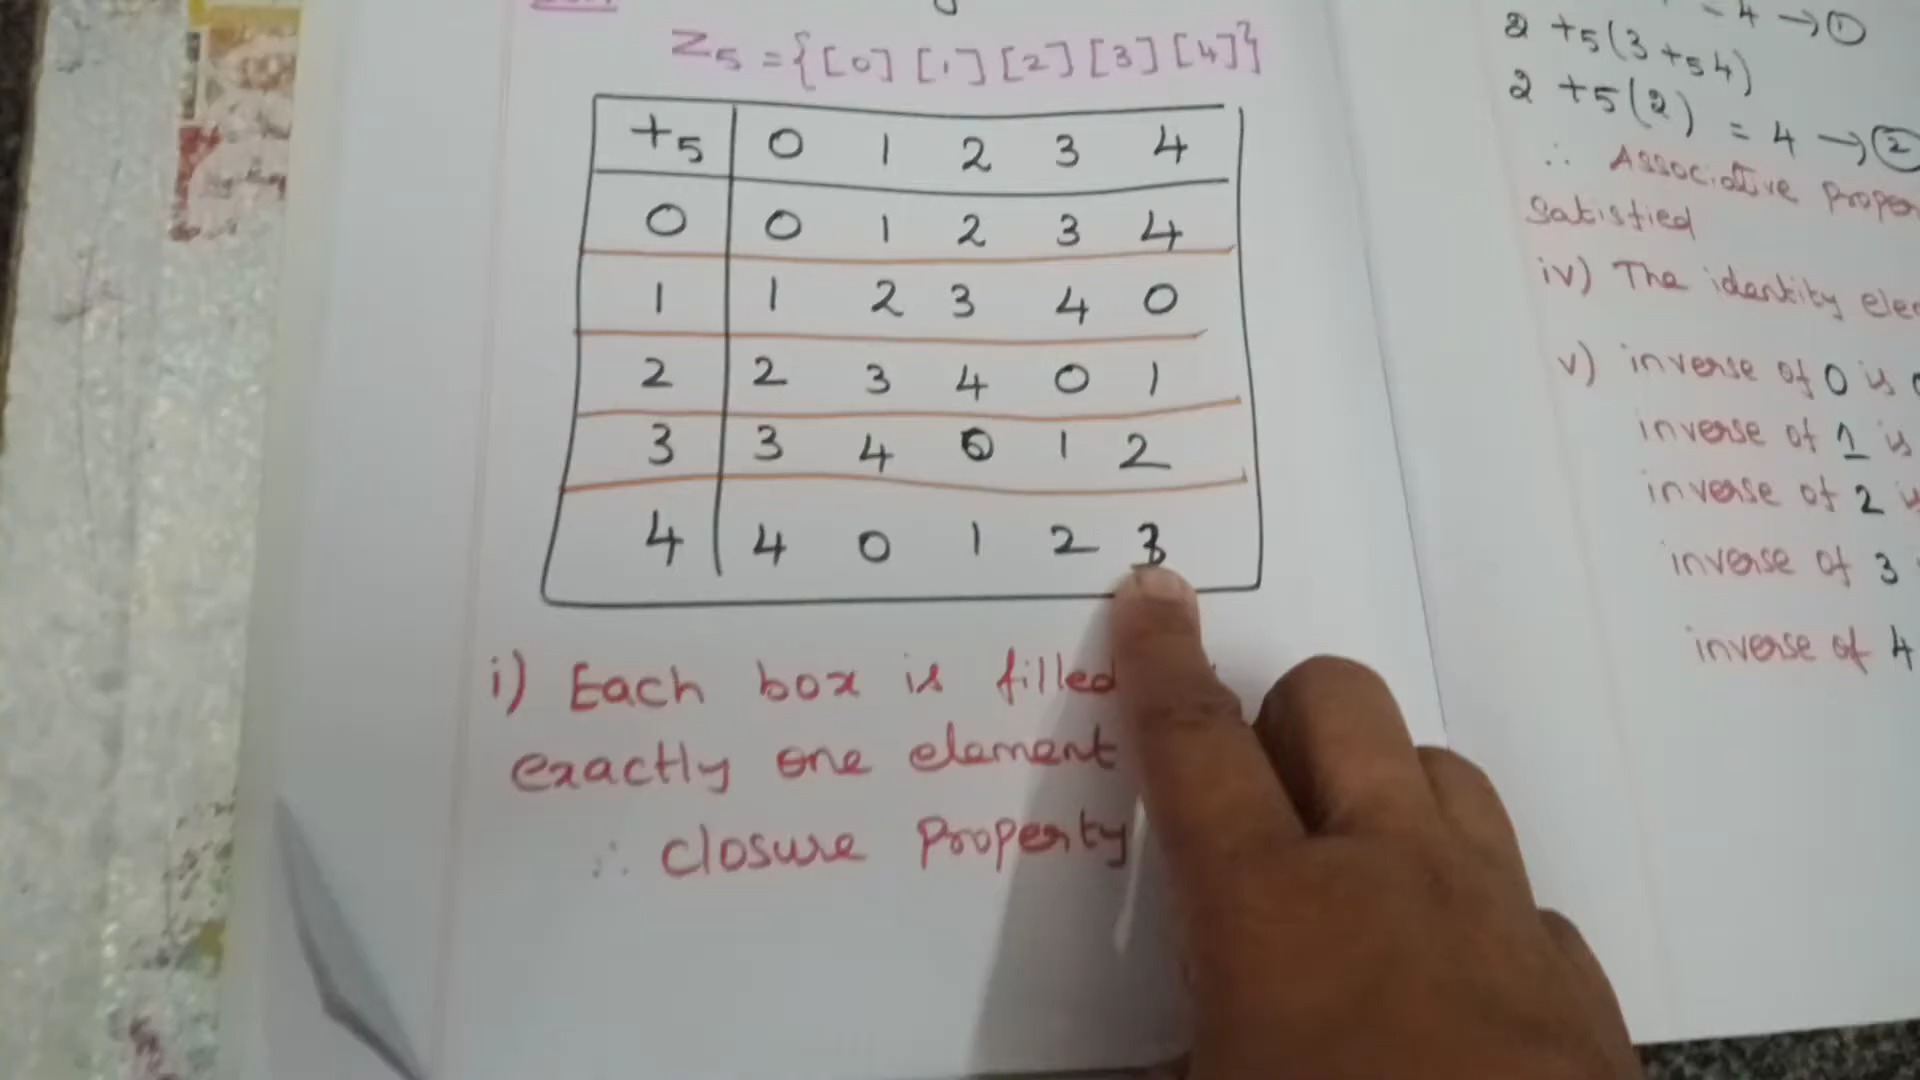 Z5 = {[0] [1] [2] [3] [4]}
+5 0 1 2 3 4
0 0 1 2 3 4
1 1 2 3 4 0
2 2 3 4 0 1
3 3 4 0 1 2
4 4 0 1 2 3
i) Each box is filled
exactly one element
∴ closure Property
= 4 → ①
2 +5(3 +5 4)
2 +5(2) = 4 → ②
∴ Associative
Satisfied
iv) The identity
v) inverse of 0 is
inverse of 1 is
inverse of 2
inverse of 3
inverse of 4